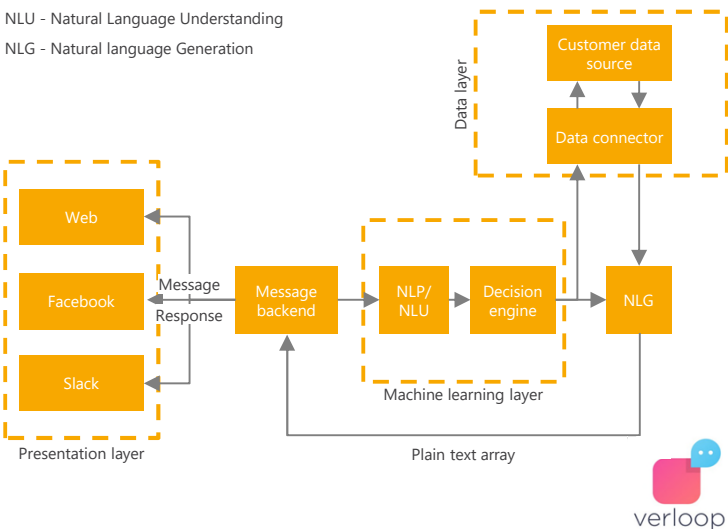 NLU - Natural Language Understanding
NLG - Natural language Generation
Customer data
source
Data layer
Data connector
Web
Facebook
Slack
Message
Response
Message
backend
NLP/
NLU
Decision
engine
NLG
Machine learning layer
Presentation layer
Plain text array
verloop